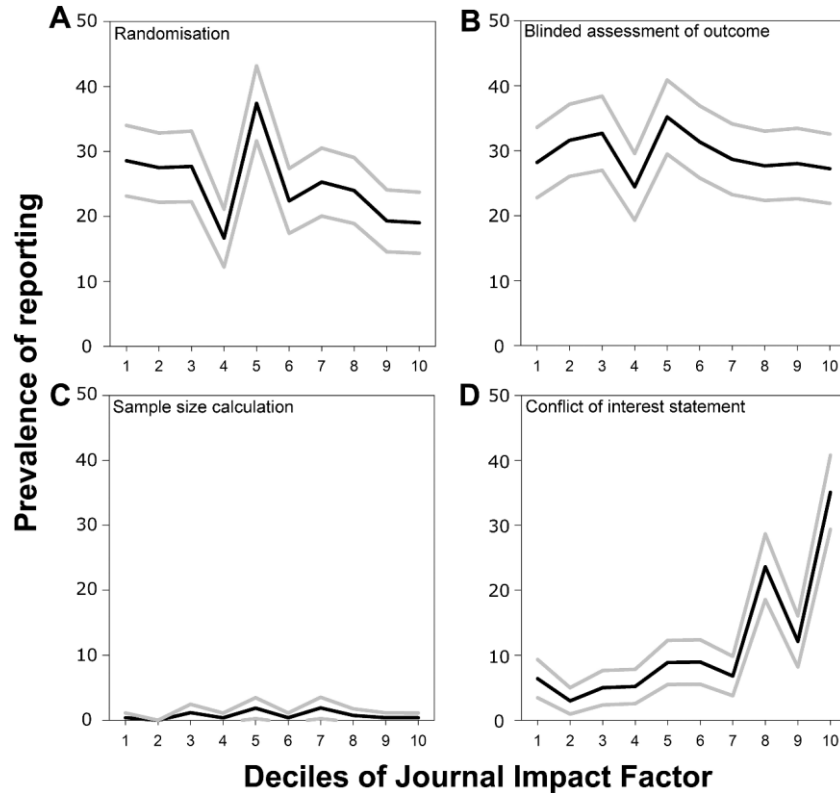 Prevalence of reporting
A
Randomisation
50
40
30
20
10
0
1 2 3 4 5 6 7 8 9 10
B
Blinded assessment of outcome
50
40
30
20
10
0
1 2 3 4 5 6 7 8 9 10
C
Sample size calculation
50
40
30
20
10
0
1 2 3 4 5 6 7 8 9 10
D
Conflict of interest statement
50
40
30
20
10
0
1 2 3 4 5 6 7 8 9 10
Deciles of Journal Impact Factor